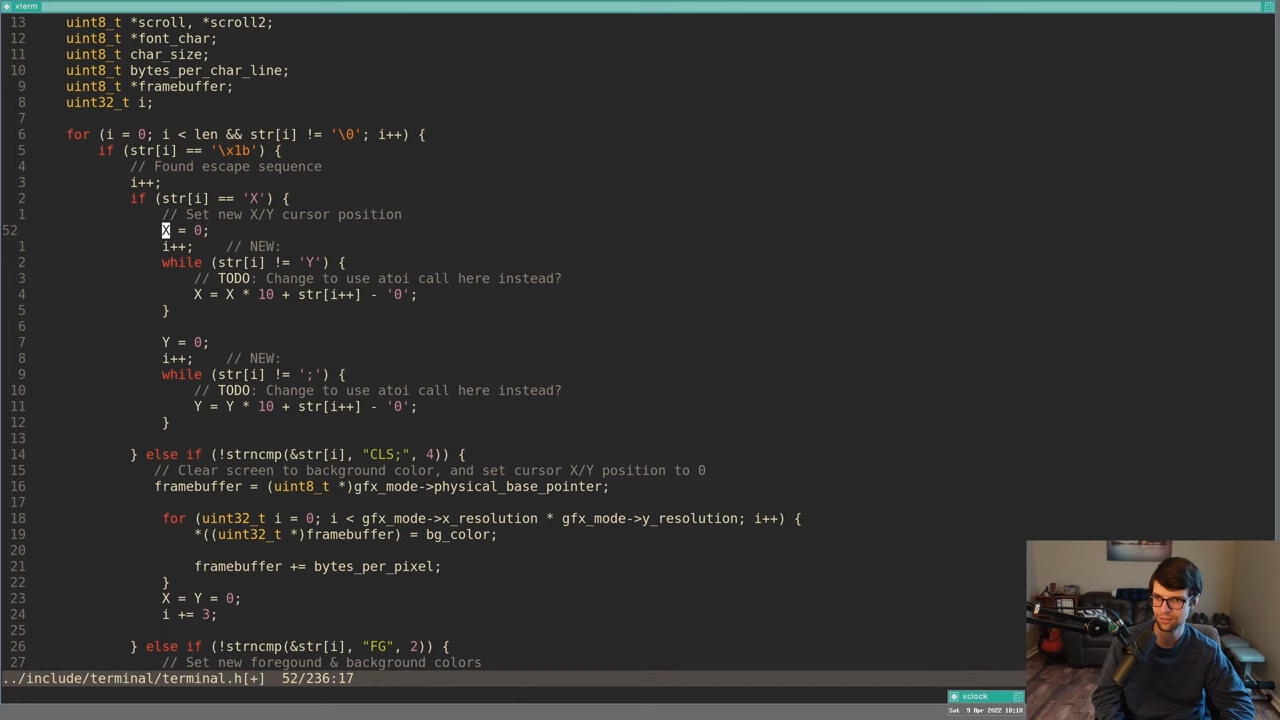 xterm
13 uint8_t *scroll, *scroll2;
12 uint8_t *font_char;
11 uint8_t char_size;
10 uint8_t bytes_per_char_line;
9 uint8_t *framebuffer;
8 uint32_t i;
7
6 for (i = 0; i < len && str[i] != '\0'; i++) {
5 if (str[i] == '\x1b') {
4 // Found escape sequence
3 i++;
2 if (str[i] == 'X') {
1 // Set new X/Y cursor position
52 X = 0;
1 i++; // NEW:
2 while (str[i] != 'Y') {
3 // TODO: Change to use atoi call here instead?
4 X = X * 10 + str[i++] - '0';
5 }
6
7 Y = 0;
8 i++; // NEW:
9 while (str[i] != ';') {
10 // TODO: Change to use atoi call here instead?
11 Y = Y * 10 + str[i++] - '0';
12 }
13
14 } else if (!strncmp(&str[i], "CLS;", 4)) {
15 // Clear screen to background color, and set cursor X/Y position to 0
16 framebuffer = (uint8_t *)gfx_mode->physical_base_pointer;
17
18 for (uint32_t i = 0; i < gfx_mode->x_resolution * gfx_mode->y_resolution; i++) {
19 *((uint32_t *)framebuffer) = bg_color;
20
21 framebuffer += bytes_per_pixel;
22 }
23 X = Y = 0;
24 i += 3;
25
26 } else if (!strncmp(&str[i], "FG", 2)) {
27 // Set new foregound & background colors
../include/terminal/terminal.h[+] 52/236:17
xclock
Sat 9 Apr 2022 18:18